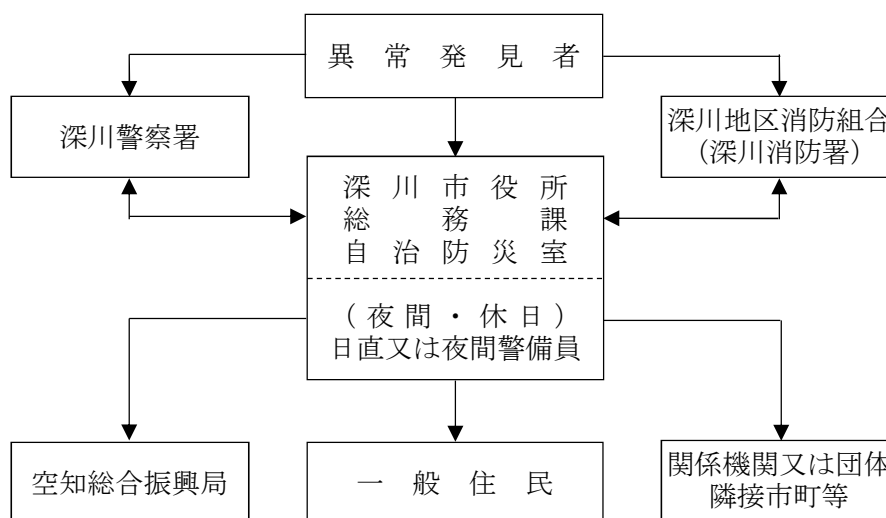 異常発見者
深川警察署
深川地区消防組合
(深川消防署)
深川市役所
総務課
自治防災室
(夜間・休日)
日直又は夜間警備員
空知総合振興局
一般住民
関係機関又は団体
隣接市町等